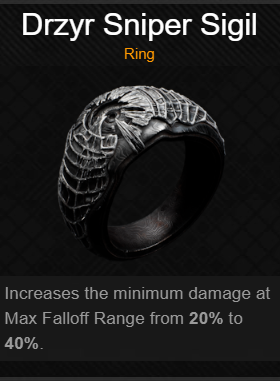 Drzyr Sniper Sigil
Ring
Increases the minimum damage at
Max Falloff Range from 20% to
40%.